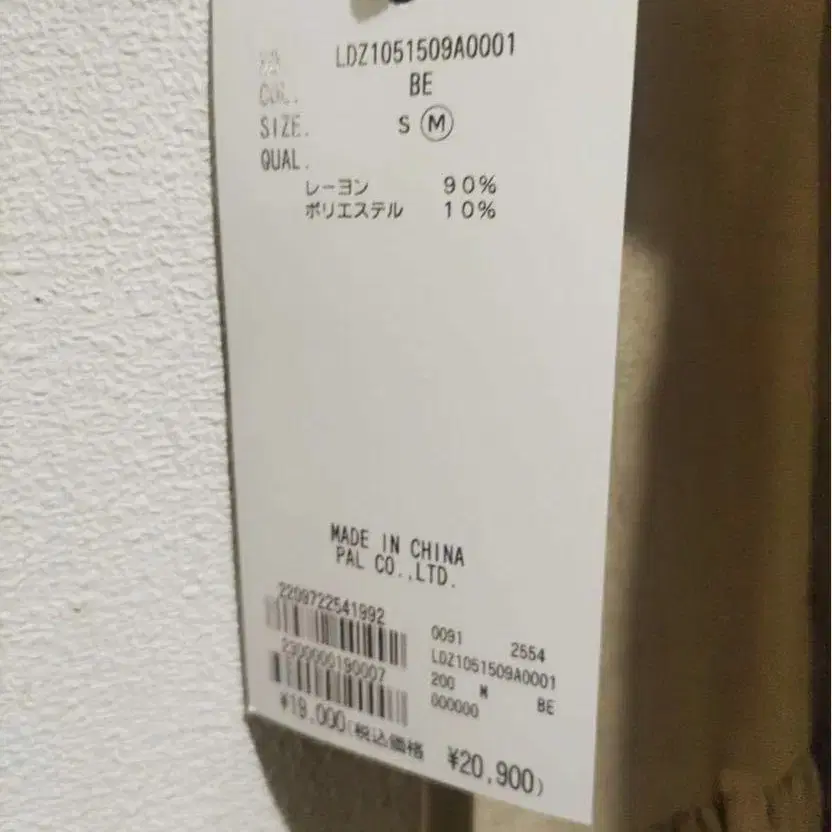 LDZ1051509A0001
COL. BE
SIZE. S M
QUAL.
レーヨン 90%
ポリエステル 10%
MADE IN CHINA
PAL CO.,LTD.
2209722541992
2300000190007
0091 2554
LDZ1051509A0001
200 M BE
000000
¥19,000(税込価格 ¥20,900)